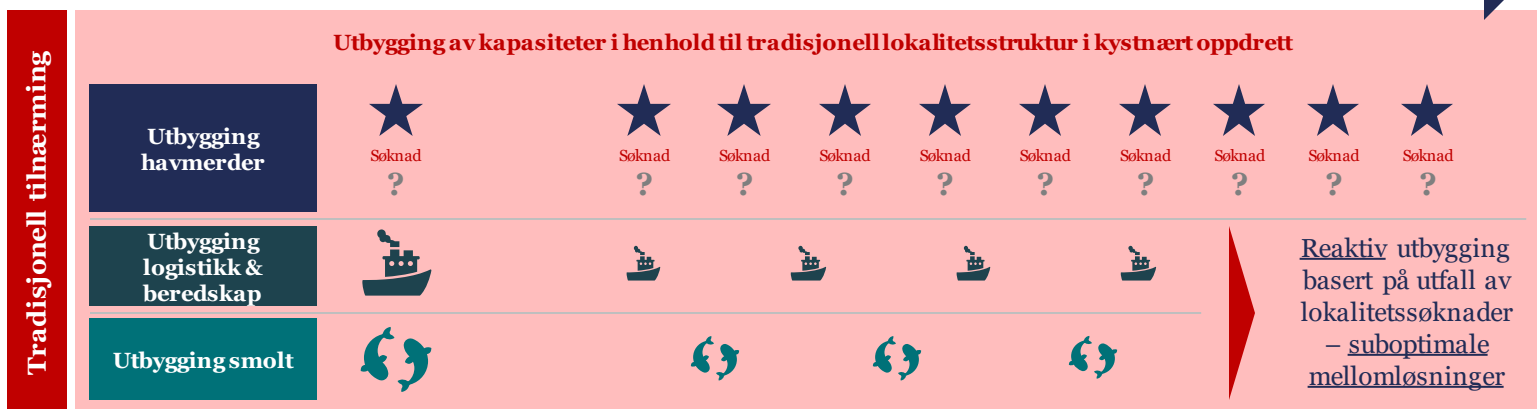 Tradisjonell tilnærming
Utbygging av kapasiteter i henhold til tradisjonell lokalitetsstruktur i kystnært oppdrett
Utbygging
havmerder
Søknad Søknad Søknad Søknad Søknad Søknad Søknad Søknad Søknad Søknad
? ? ? ? ? ? ? ? ? ?
Utbygging
logistikk &
beredskap
Utbygging smolt
Reaktiv utbygging
basert på utfall av
lokalitetssøknader
– suboptimale
mellomløsninger